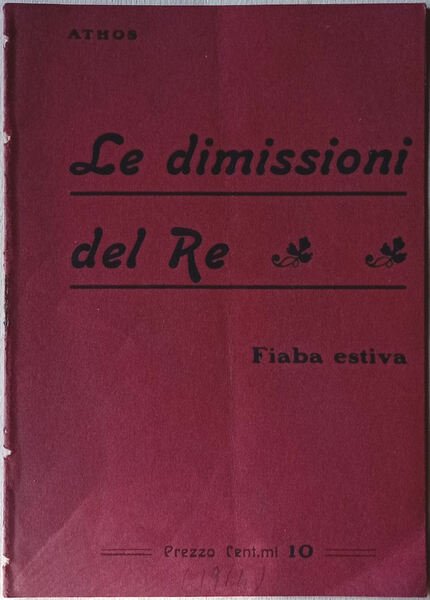 ATHOS
Le dimissioni
del Re
Fiaba estiva
Prezzo Cent.mi 10